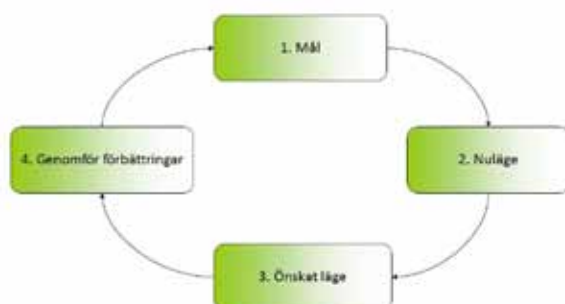 1. Mål
2. Nuläge
3. Önskat läge
4. Genomför förbättringar